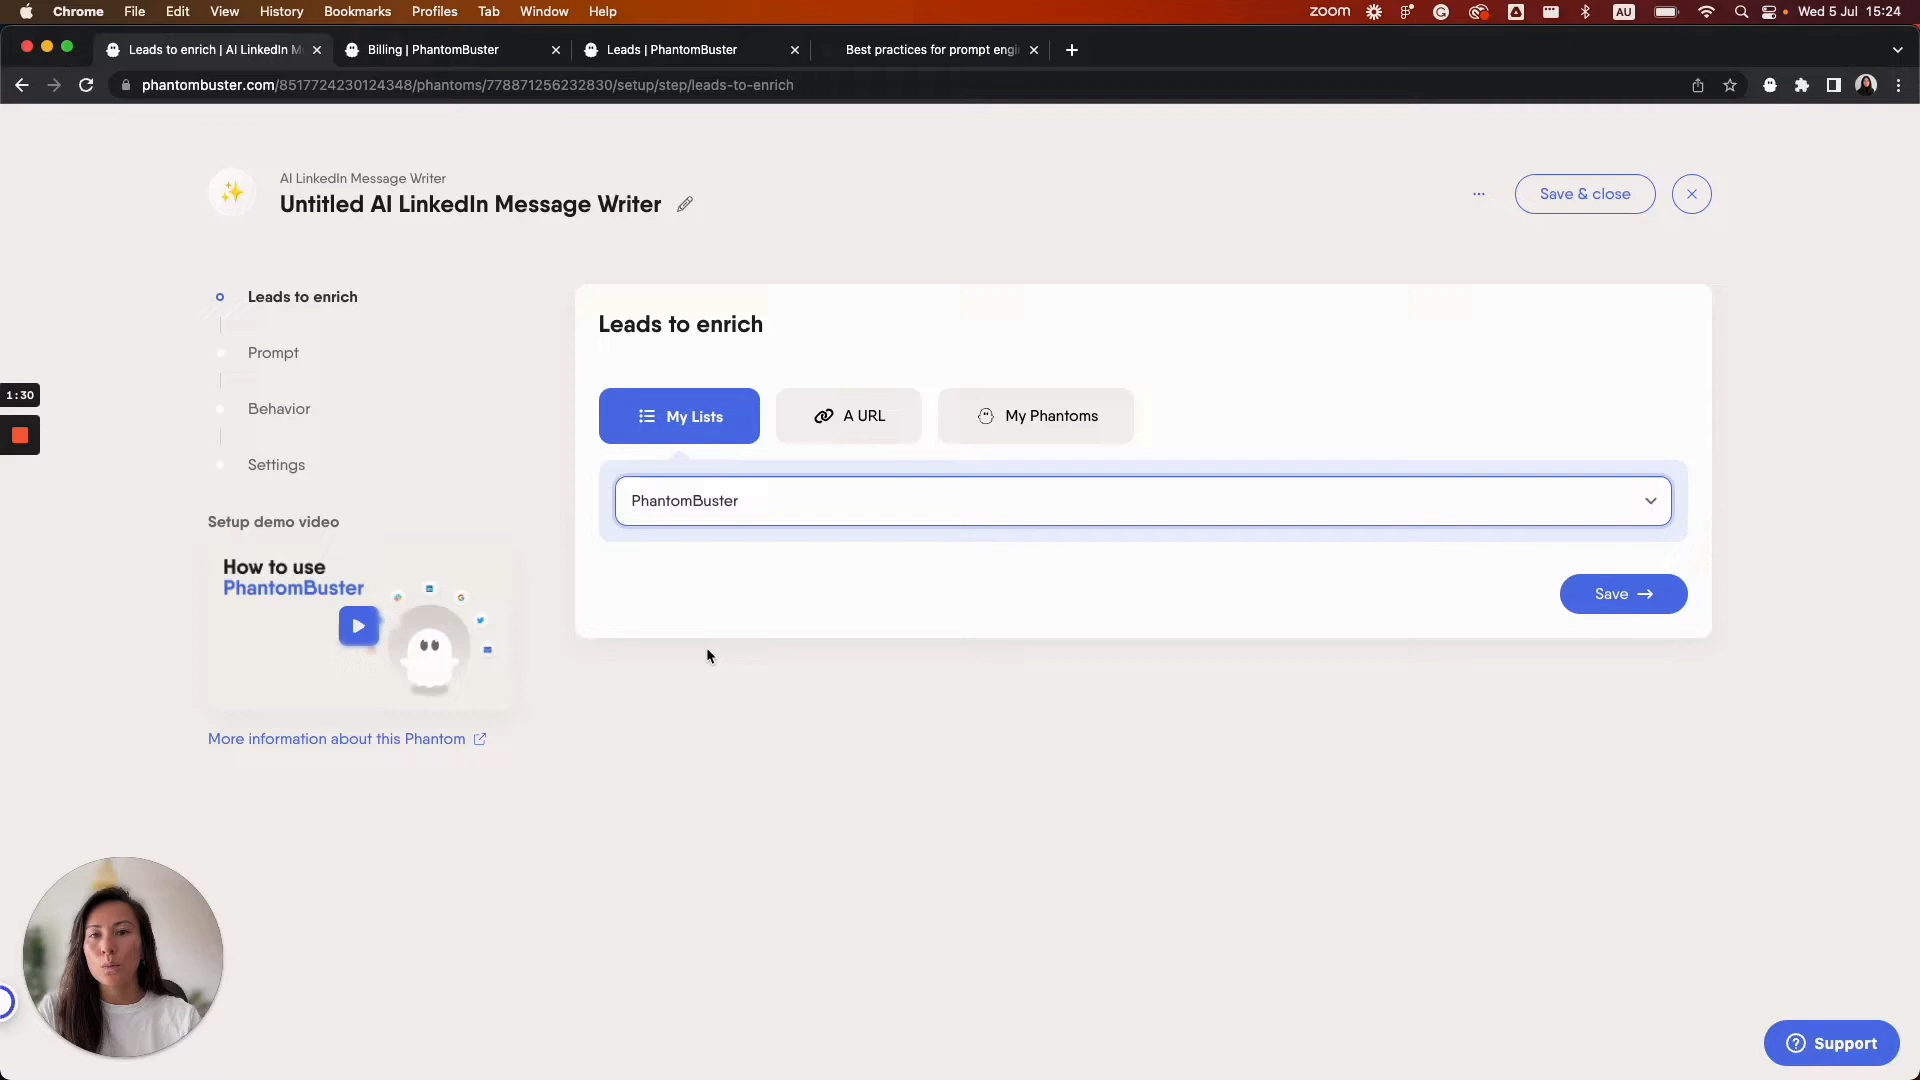 Chrome File Edit View History Bookmarks Profiles Tab Window Help zoom AU Wed 5 Jul 15:24
Leads to enrich | AI LinkedIn M
Billing | PhantomBuster
Leads | PhantomBuster
Best practices for prompt engi
phantombuster.com/8517724230124348/phantoms/778871256232830/setup/step/leads-to-enrich
AI LinkedIn Message Writer
Untitled AI LinkedIn Message Writer
Save & close
Leads to enrich
Prompt
Behavior
Settings
Setup demo video
How to use
PhantomBuster
More information about this Phantom
Leads to enrich
My Lists
A URL
My Phantoms
PhantomBuster
Save
1:30
Support